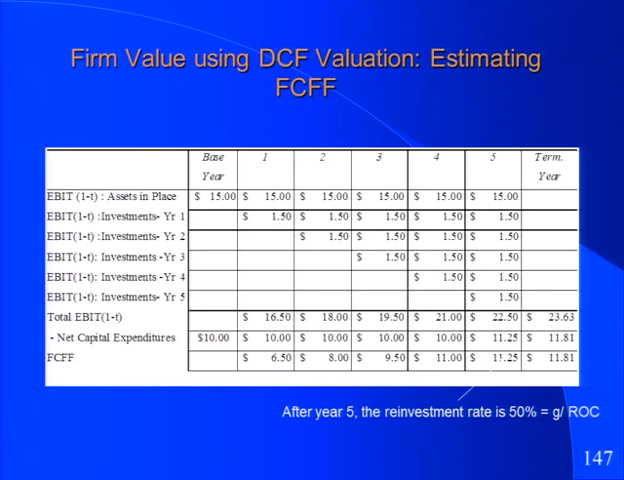 Firm Value using DCF Valuation: Estimating
FCFF
Base Year 1 2 3 4 5 Term. Year
EBIT (1-t) : Assets in Place $ 15.00 $ 15.00 $ 15.00 $ 15.00 $ 15.00 $ 15.00
EBIT(1-t) :Investments- Yr 1 $ 1.50 $ 1.50 $ 1.50 $ 1.50 $ 1.50
EBIT(1-t) :Investments- Yr 2 $ 1.50 $ 1.50 $ 1.50 $ 1.50
EBIT(1-t): Investments -Yr 3 $ 1.50 $ 1.50 $ 1.50
EBIT(1-t): Investments -Yr 4 $ 1.50 $ 1.50
EBIT(1-t): Investments- Yr 5 $ 1.50
Total EBIT(1-t) $ 16.50 $ 18.00 $ 19.50 $ 21.00 $ 22.50 $ 23.63
- Net Capital Expenditures $10.00 $ 10.00 $ 10.00 $ 10.00 $ 10.00 $ 11.25 $ 11.81
FCFF $ 6.50 $ 8.00 $ 9.50 $ 11.00 $ 11.25 $ 11.81
After year 5, the reinvestment rate is 50% = g/ ROC
147